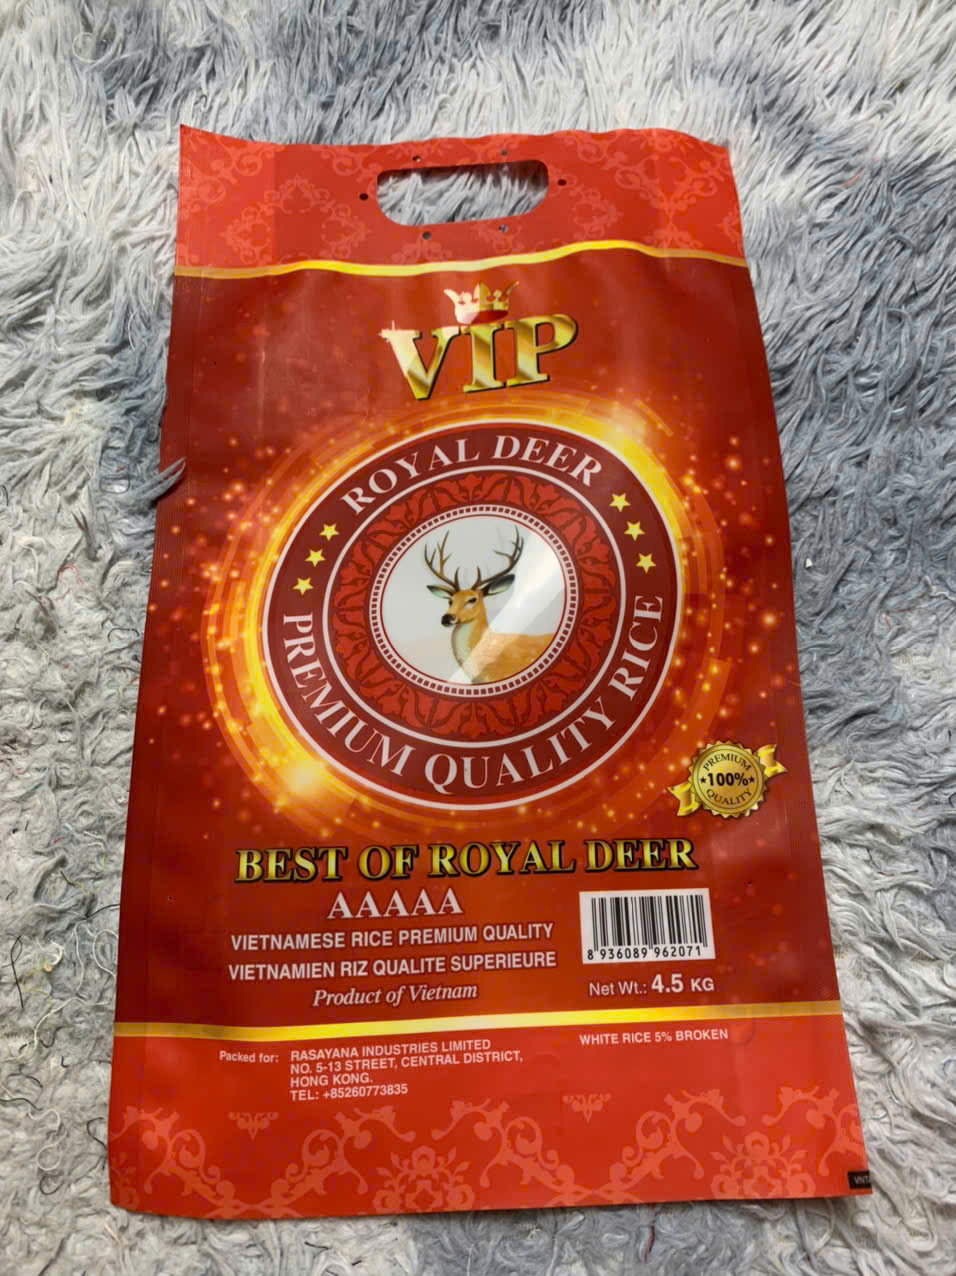 VIP
ROYAL DEER
PREMIUM QUALITY RICE
PREMIUM
100%
QUALITY
BEST OF ROYAL DEER
AAAAA
VIETNAMESE RICE PREMIUM QUALITY
VIETNAMIEN RIZ QUALITE SUPERIEURE
Product of Vietnam
8 936089 962071
Net Wt.: 4.5 KG
WHITE RICE 5% BROKEN
Packed for: RASAYANA INDUSTRIES LIMITED
NO. 5-13 STREET, CENTRAL DISTRICT,
HONG KONG.
TEL: +85260773835